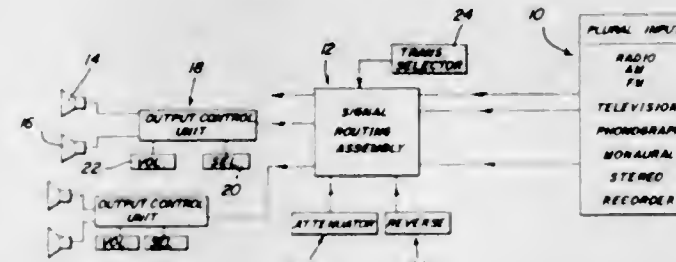 24
10
PLURAL INPUT
12
TRANS
SELECTOR
14
18
RADIO
AM
FM
16
OUTPUT CONTROL
UNIT
SIGNAL
ROUTING
ASSEMBLY
TELEVISION
PHONOGRAPH
22
VOL
SEL
20
MONAURAL
STEREO
RECORDER
OUTPUT CONTROL
UNIT
VOL
SEL
ATTENUATOR
REVERSE